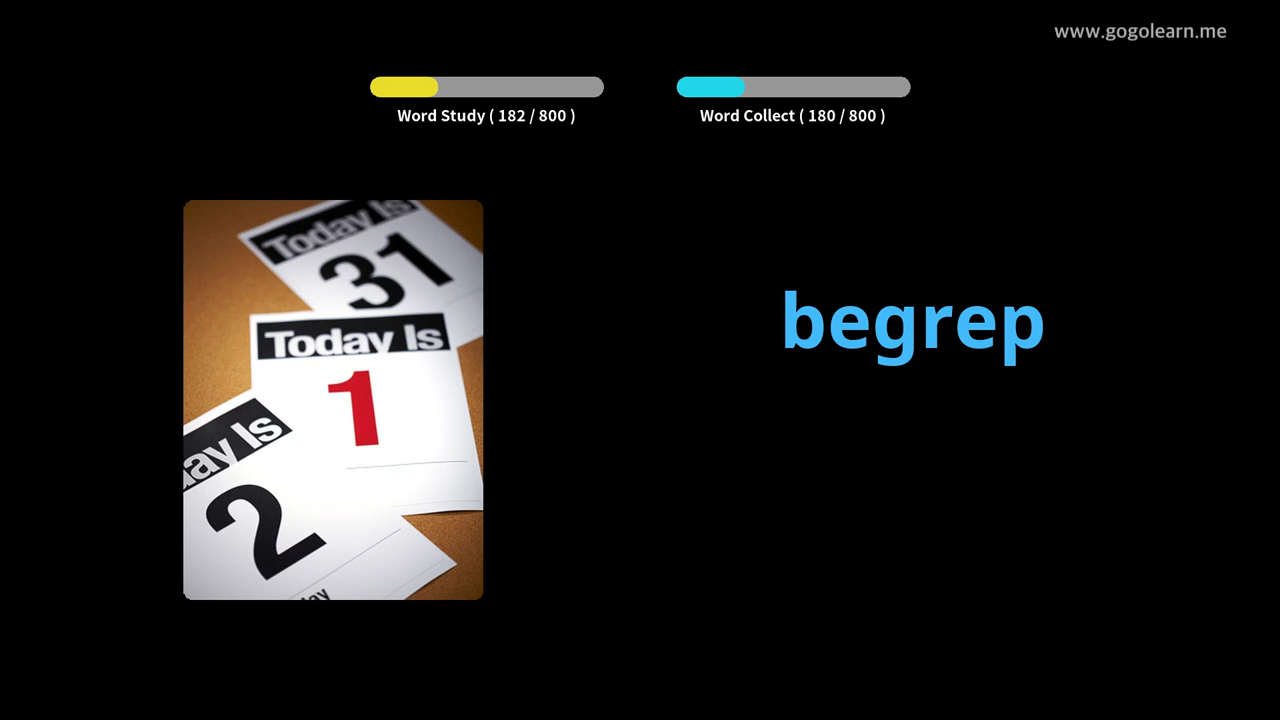 www.gogolearn.me
Word Study ( 182 / 800 )
Word Collect ( 180 / 800 )
Today Is
31
Today Is
1
begrep
ay Is
2
ay